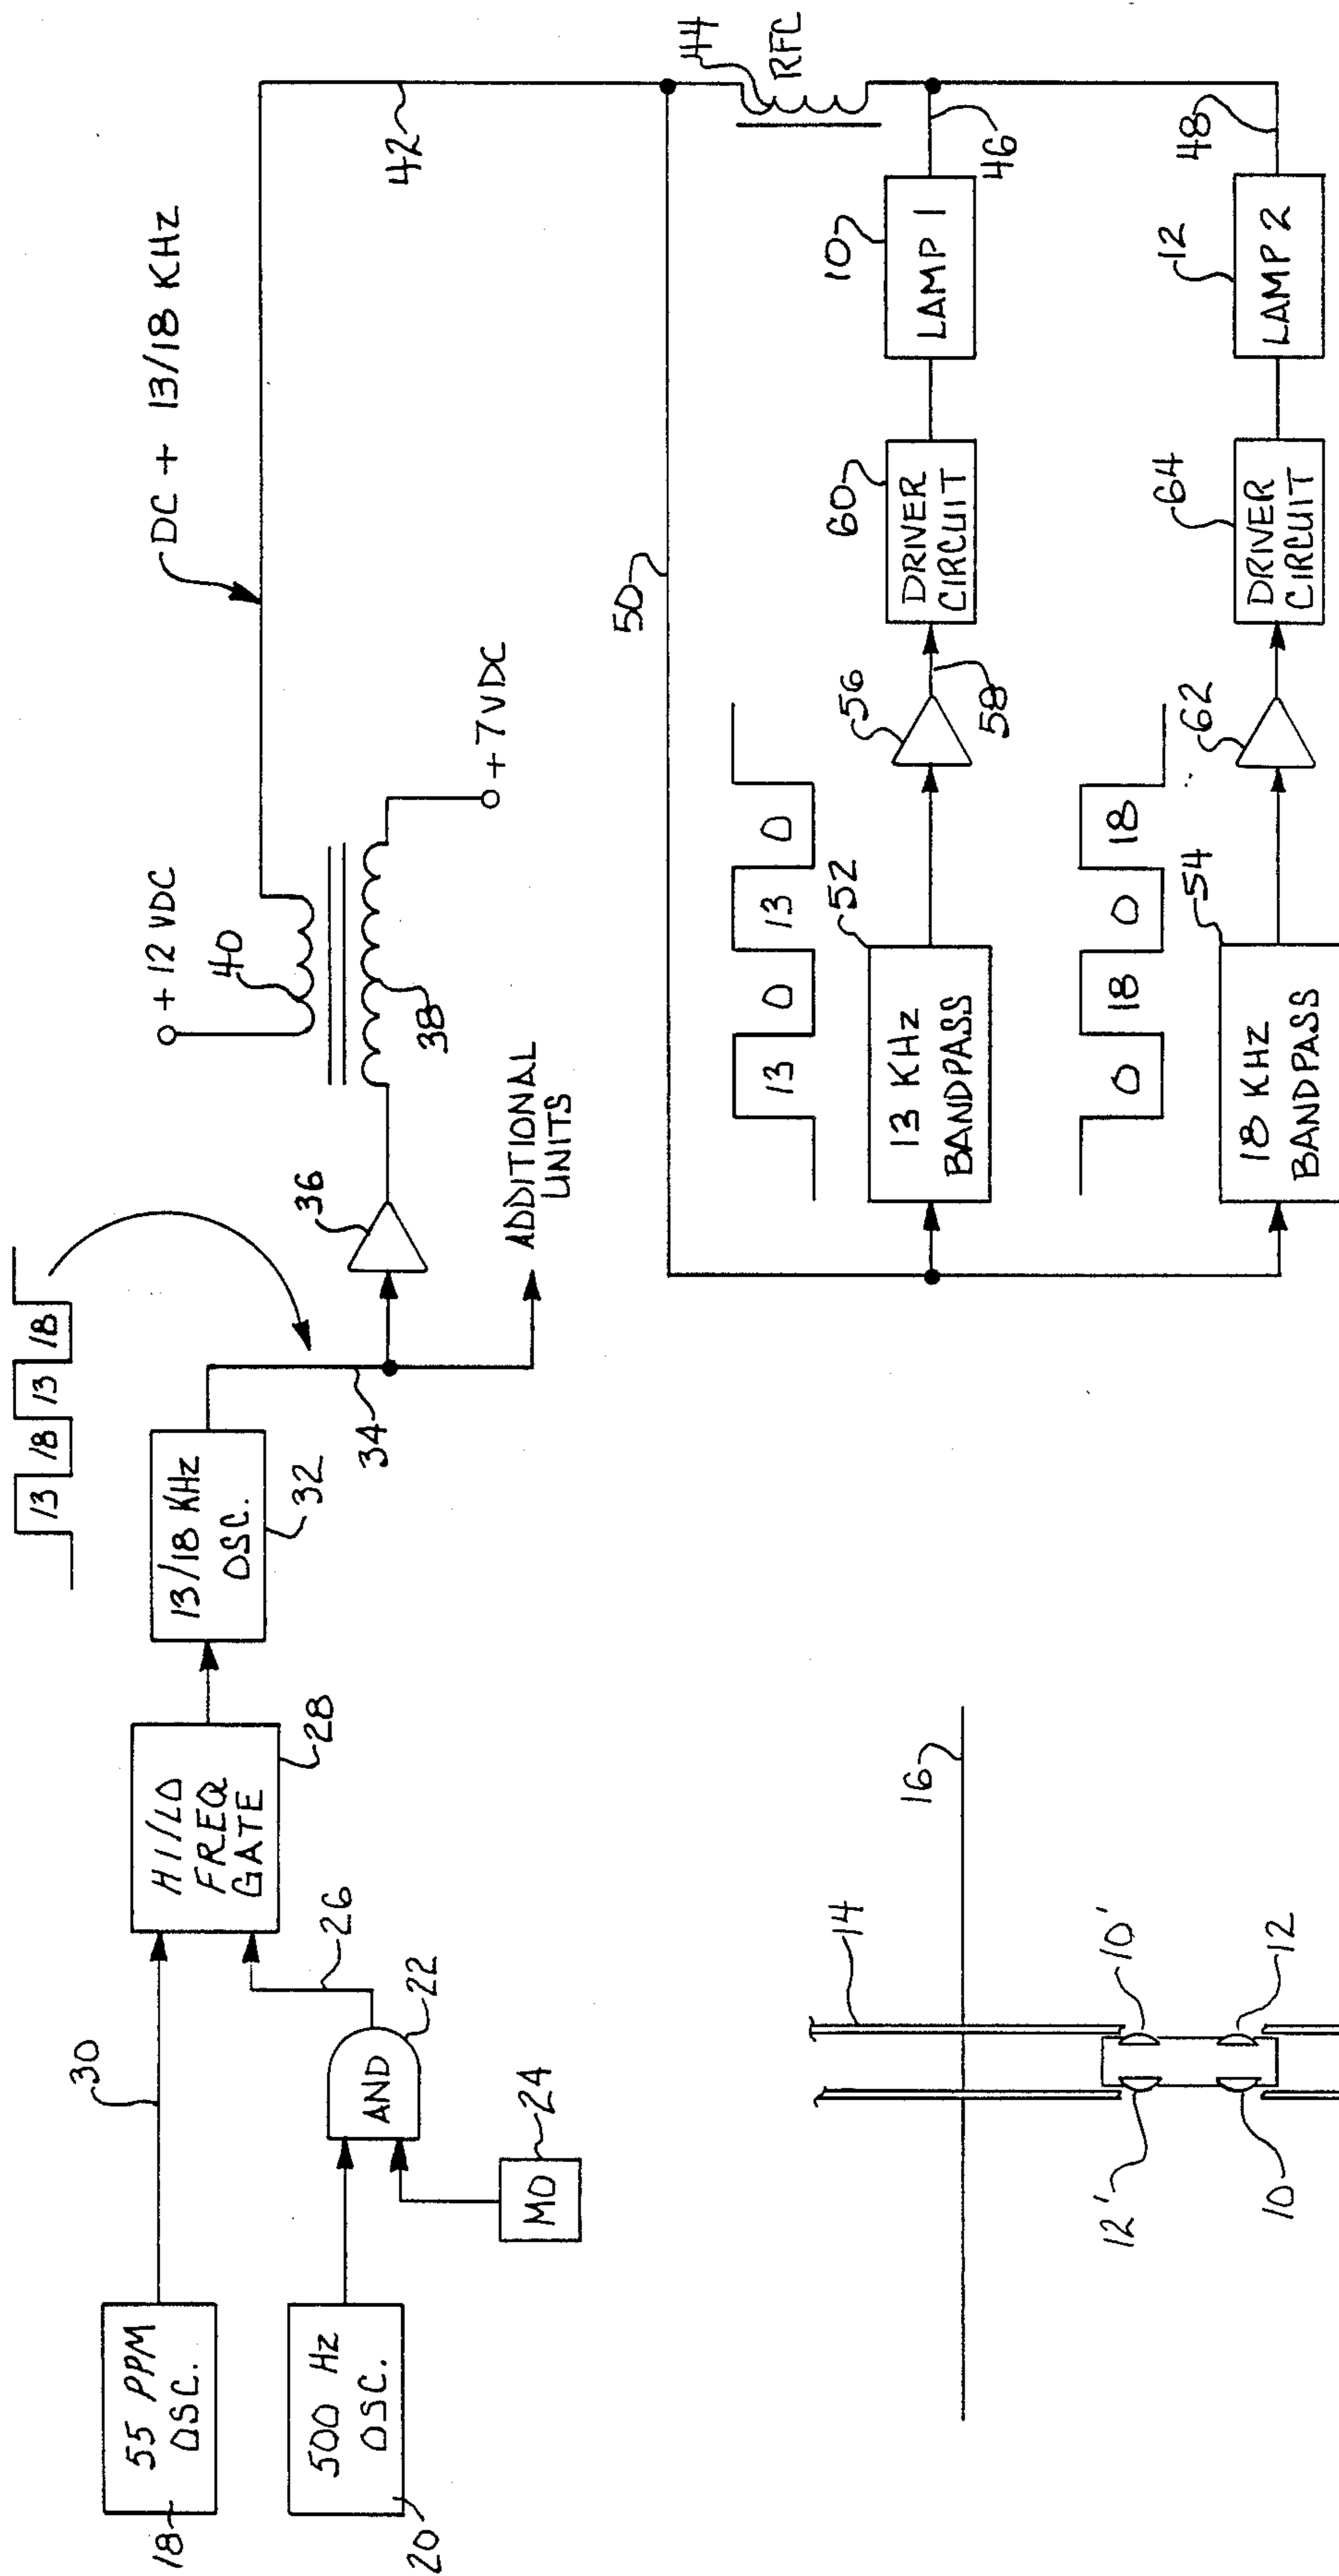 13 18 13 18
55 PPM
OSC.
18
30
HI/LO
FREQ
GATE
28
13/18 KHz
OSC.
32
34
500 Hz
OSC.
20
AND
22
26
MO
24
36
ADDITIONAL
UNITS
+ 12 VDC
40
38
+ 7 VDC
DC + 13/18 KHz
42
44
RFC
50
13 0 13 0
13 KHz
BANDPASS
52
56
58
DRIVER
CIRCUIT
60
LAMP 1
10
46
0 18 0 18
18 KHz
BANDPASS
54
62
DRIVER
CIRCUIT
64
LAMP 2
12
48
14
16
12'
10'
10
12